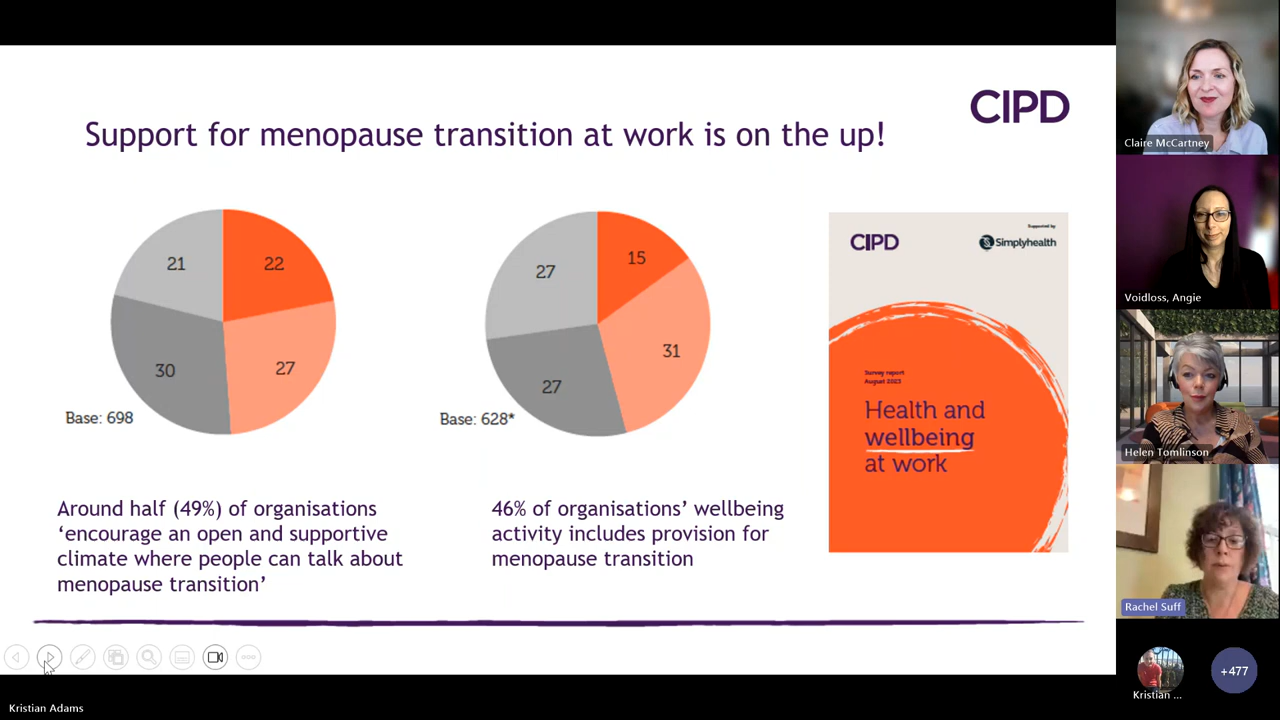 CIPD
Support for menopause transition at work is on the up!
21
22
30
27
Base: 698
27
15
27
31
Base: 628*
Around half (49%) of organisations
‘encourage an open and supportive
climate where people can talk about
menopause transition’
46% of organisations’ wellbeing
activity includes provision for
menopause transition
CIPD
Supported by
Simplyhealth
Survey report
August 2023
Health and
wellbeing
at work
Claire McCartney
Voidloss, Angie
Helen Tomlinson
Rachel Suff
Kristian ...
+477
Kristian Adams